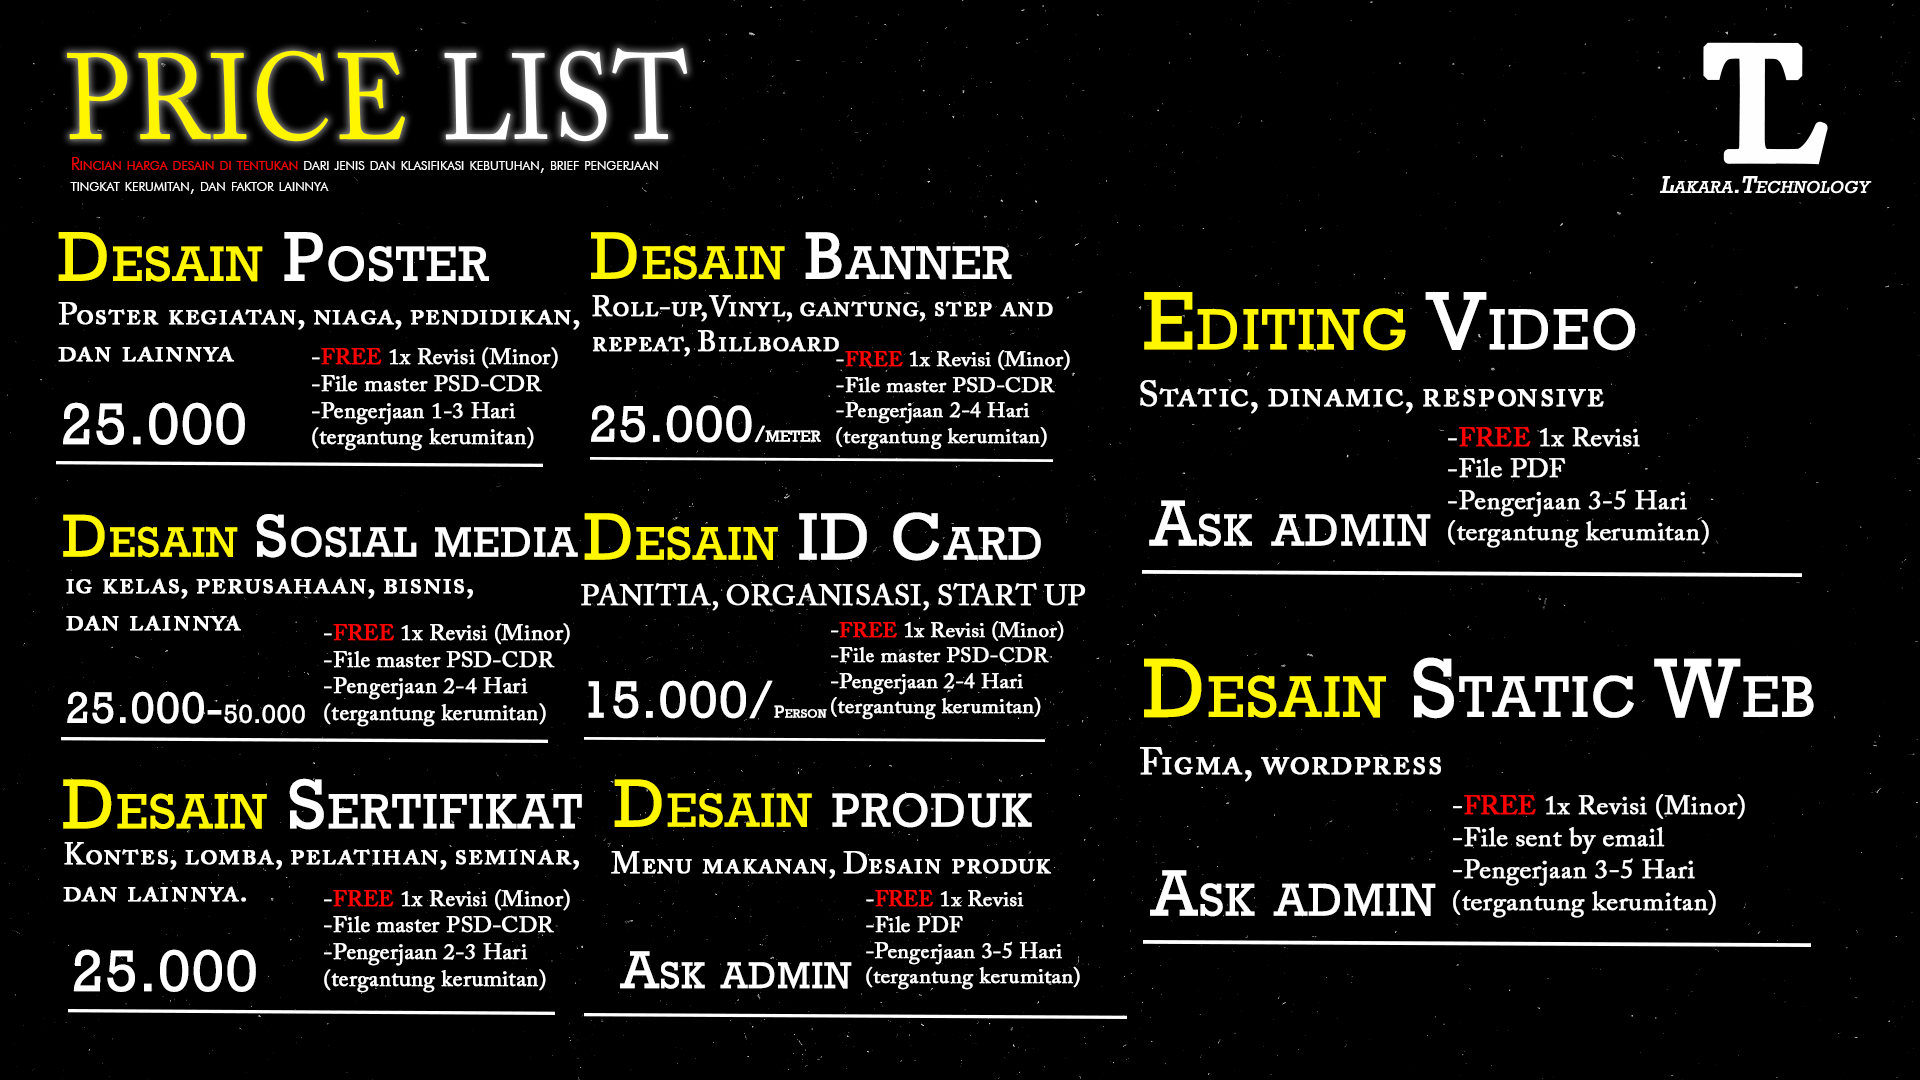 PRICE LIST
Rincian harga desain di tentukan dari jenis dan klasifikasi kebutuhan, brief pengerjaan
tingkat kerumitan, dan faktor lainnya
Lakara.Technology
Desain Poster
Poster kegiatan, niaga, pendidikan,
dan lainnya
-FREE 1x Revisi (Minor)
-File master PSD-CDR
-Pengerjaan 1-3 Hari
(tergantung kerumitan)
25.000
Desain Banner
Roll-up,Vinyl, gantung, step and
repeat, Billboard
-FREE 1x Revisi (Minor)
-File master PSD-CDR
-Pengerjaan 2-4 Hari
(tergantung kerumitan)
25.000/meter
Desain Sosial media
ig kelas, perusahaan, bisnis,
dan lainnya
-FREE 1x Revisi (Minor)
-File master PSD-CDR
-Pengerjaan 2-4 Hari
(tergantung kerumitan)
25.000-50.000
Desain ID Card
PANITIA, ORGANISASI, START UP
-FREE 1x Revisi (Minor)
-File master PSD-CDR
-Pengerjaan 2-4 Hari
(tergantung kerumitan)
15.000/Person
Desain Sertifikat
Kontes, lomba, pelatihan, seminar,
dan lainnya.
-FREE 1x Revisi (Minor)
-File master PSD-CDR
-Pengerjaan 2-3 Hari
(tergantung kerumitan)
25.000
Desain produk
Menu makanan, Desain produk
-FREE 1x Revisi
-File PDF
-Pengerjaan 3-5 Hari
(tergantung kerumitan)
Ask admin
Editing Video
Static, dinamic, responsive
-FREE 1x Revisi
-File PDF
-Pengerjaan 3-5 Hari
(tergantung kerumitan)
Ask admin
Desain Static Web
Figma, wordpress
-FREE 1x Revisi (Minor)
-File sent by email
-Pengerjaan 3-5 Hari
(tergantung kerumitan)
Ask admin